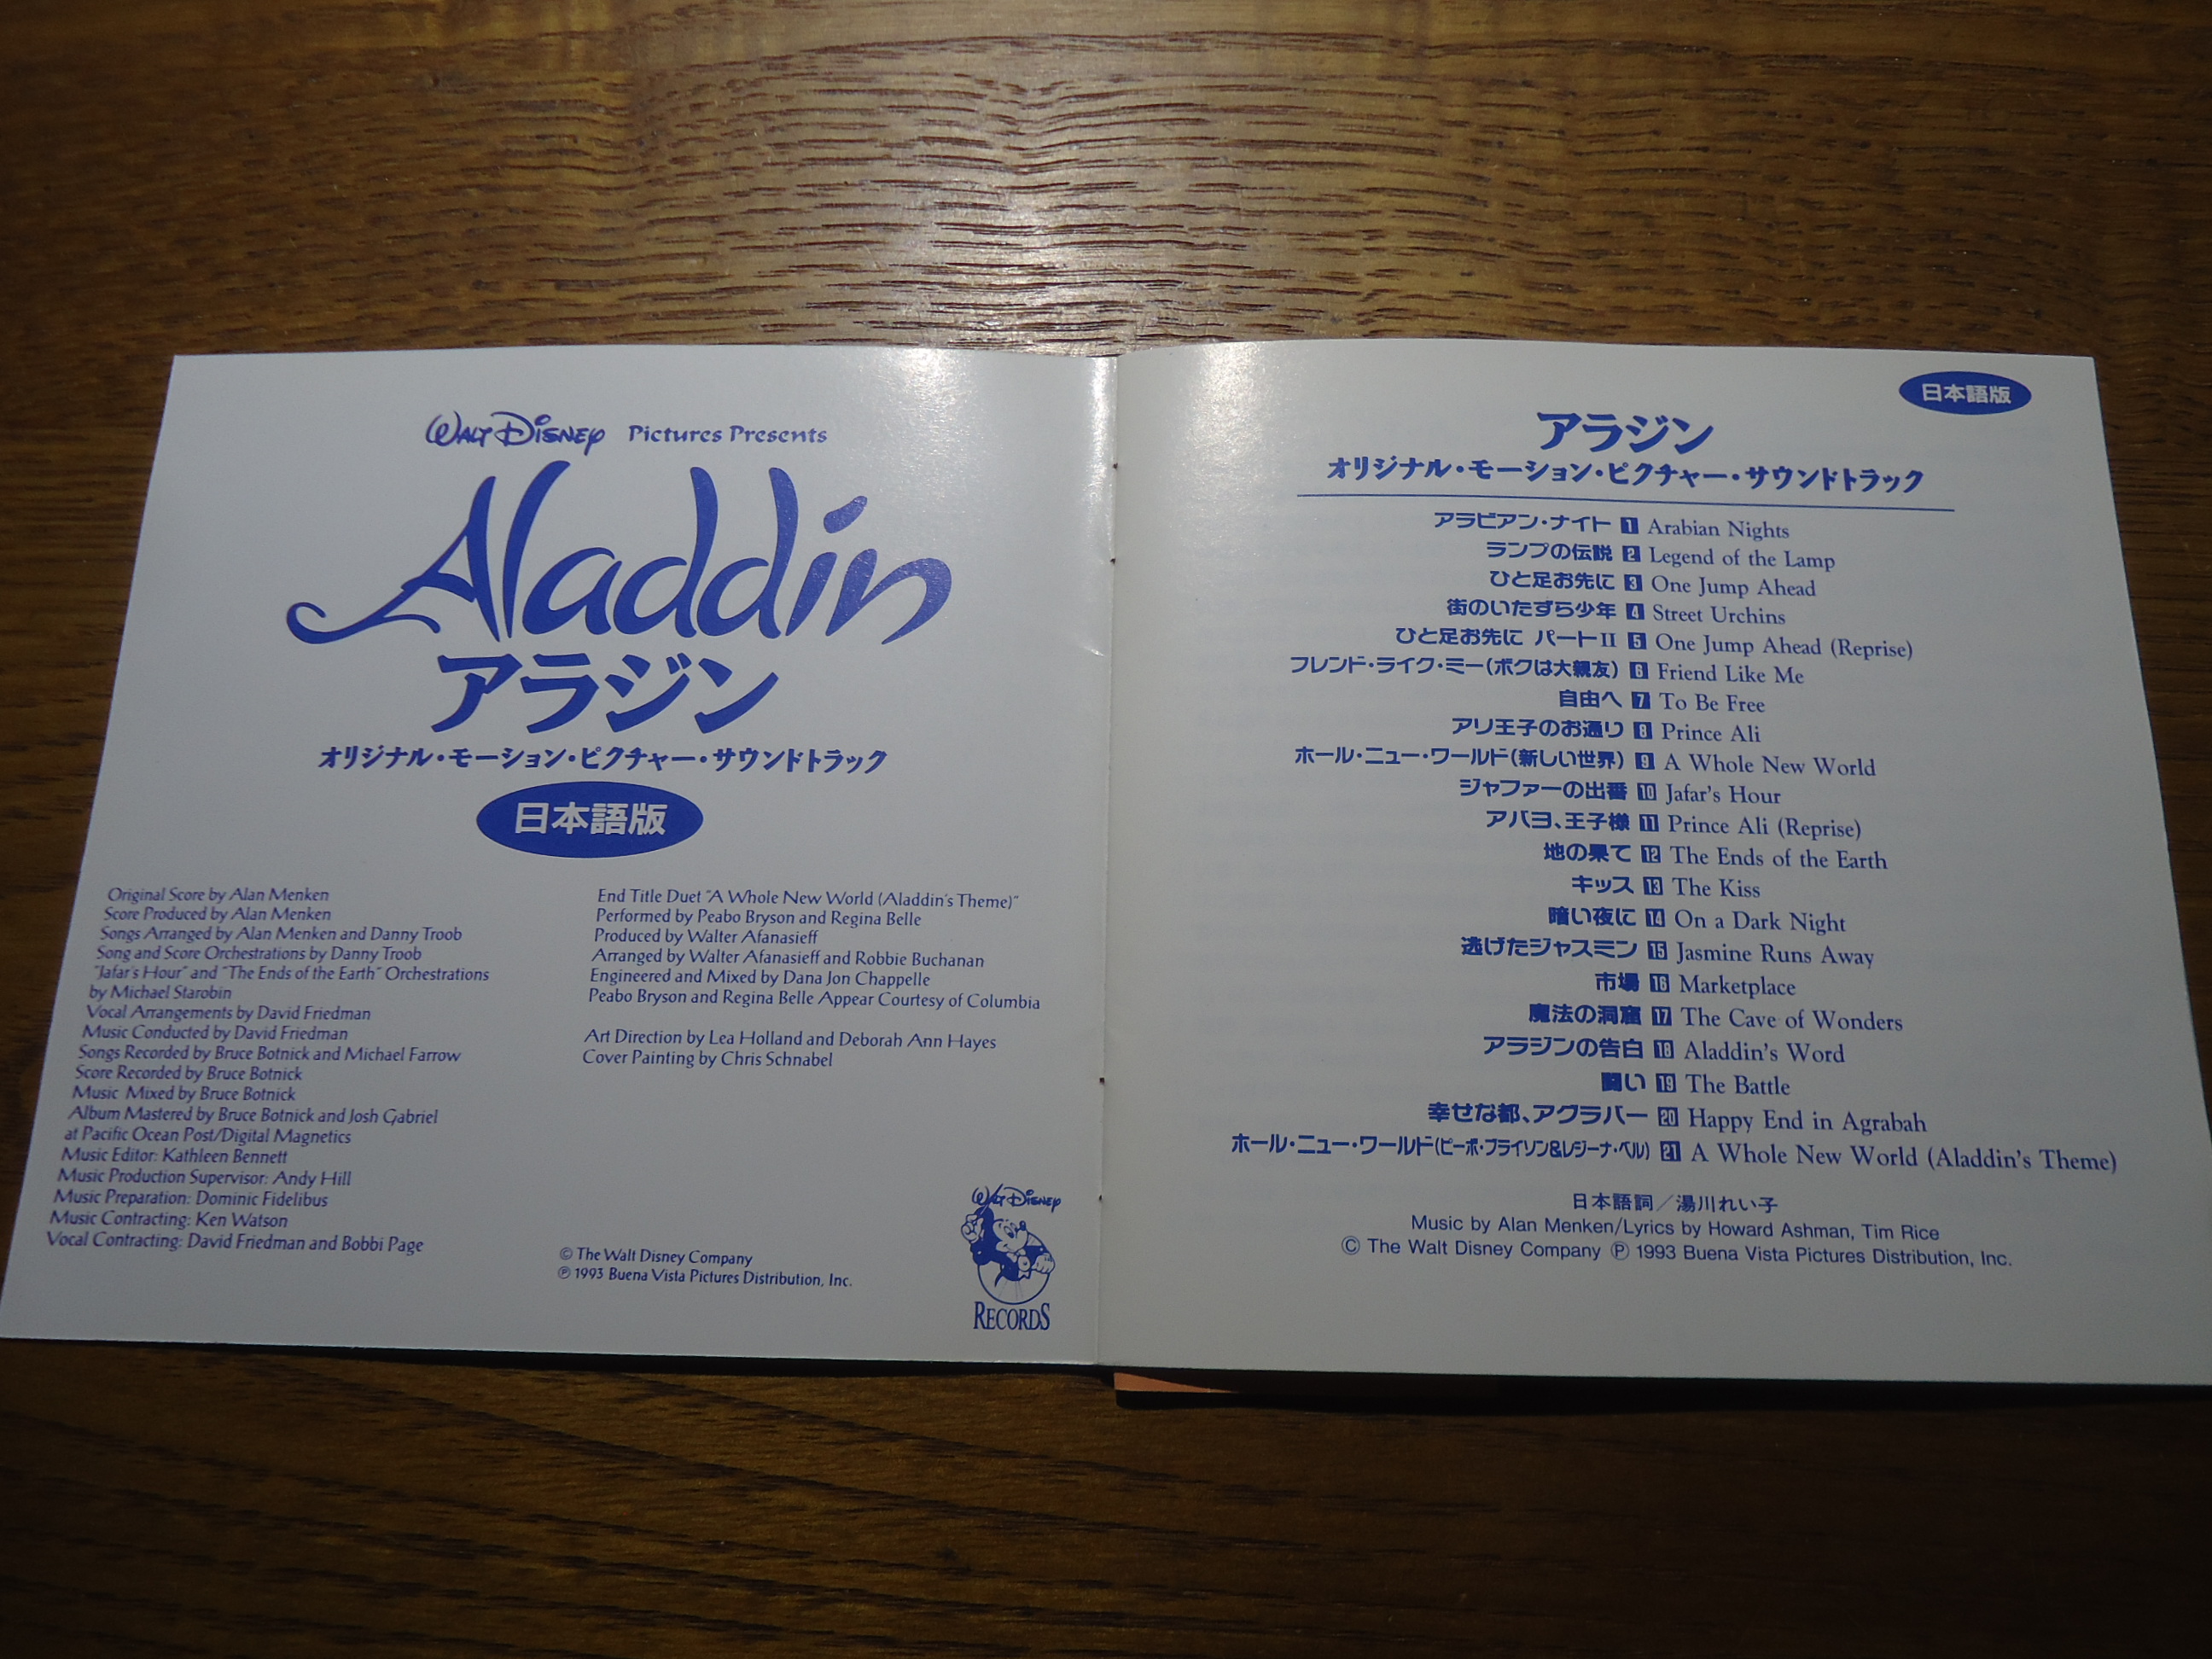 WALT DISNEY Pictures Presents
Aladdin
アラジン
オリジナル・モーション・ピクチャー・サウンドトラック
日本語版
Original Score by Alan Menken
Score Produced by Alan Menken
Songs Arranged by Alan Menken and Danny Troob
Song and Score Orchestrations by Danny Troob
"Jafar's Hour" and "The Ends of the Earth" Orchestrations
by Michael Starobin
Vocal Arrangements by David Friedman
Music Conducted by David Friedman
Songs Recorded by Bruce Botnick and Michael Farrow
Score Recorded by Bruce Botnick
Music Mixed by Bruce Botnick
Album Mastered by Bruce Botnick and Josh Gabriel
at Pacific Ocean Post/Digital Magnetics
Music Editor: Kathleen Bennett
Music Production Supervisor: Andy Hill
Music Preparation: Dominic Fidelibus
Music Contracting: Ken Watson
Vocal Contracting: David Friedman and Bobbi Page
End Title Duet "A Whole New World (Aladdin's Theme)"
Performed by Peabo Bryson and Regina Belle
Produced by Walter Afanasieff
Arranged by Walter Afanasieff and Robbie Buchanan
Engineered and Mixed by Dana Jon Chappelle
Peabo Bryson and Regina Belle Appear Courtesy of Columbia
Art Direction by Lea Holland and Deborah Ann Hayes
Cover Painting by Chris Schnabel
© The Walt Disney Company
℗ 1993 Buena Vista Pictures Distribution, Inc.
WALT DISNEY
RECORDS
日本語版
アラジン
オリジナル・モーション・ピクチャー・サウンドトラック
アラビアン・ナイト 1 Arabian Nights
ランプの伝説 2 Legend of the Lamp
ひと足お先に 3 One Jump Ahead
街のいたずら少年 4 Street Urchins
ひと足お先に パートII 5 One Jump Ahead (Reprise)
フレンド・ライク・ミー(ボクは大親友) 6 Friend Like Me
自由へ 7 To Be Free
アリ王子のお通り 8 Prince Ali
ホール・ニュー・ワールド(新しい世界) 9 A Whole New World
ジャファーの出番 10 Jafar's Hour
アバヨ、王子様 11 Prince Ali (Reprise)
地の果て 12 The Ends of the Earth
キッス 13 The Kiss
暗い夜に 14 On a Dark Night
逃げたジャスミン 15 Jasmine Runs Away
市場 16 Marketplace
魔法の洞窟 17 The Cave of Wonders
アラジンの告白 18 Aladdin's Word
闘い 19 The Battle
幸せな都、アグラバー 20 Happy End in Agrabah
ホール・ニュー・ワールド(ピーボ・ブライソン&レジーナ・ベル) 21 A Whole New World (Aladdin's Theme)
日本語詞／湯川れい子
Music by Alan Menken/Lyrics by Howard Ashman, Tim Rice
© The Walt Disney Company ℗ 1993 Buena Vista Pictures Distribution, Inc.